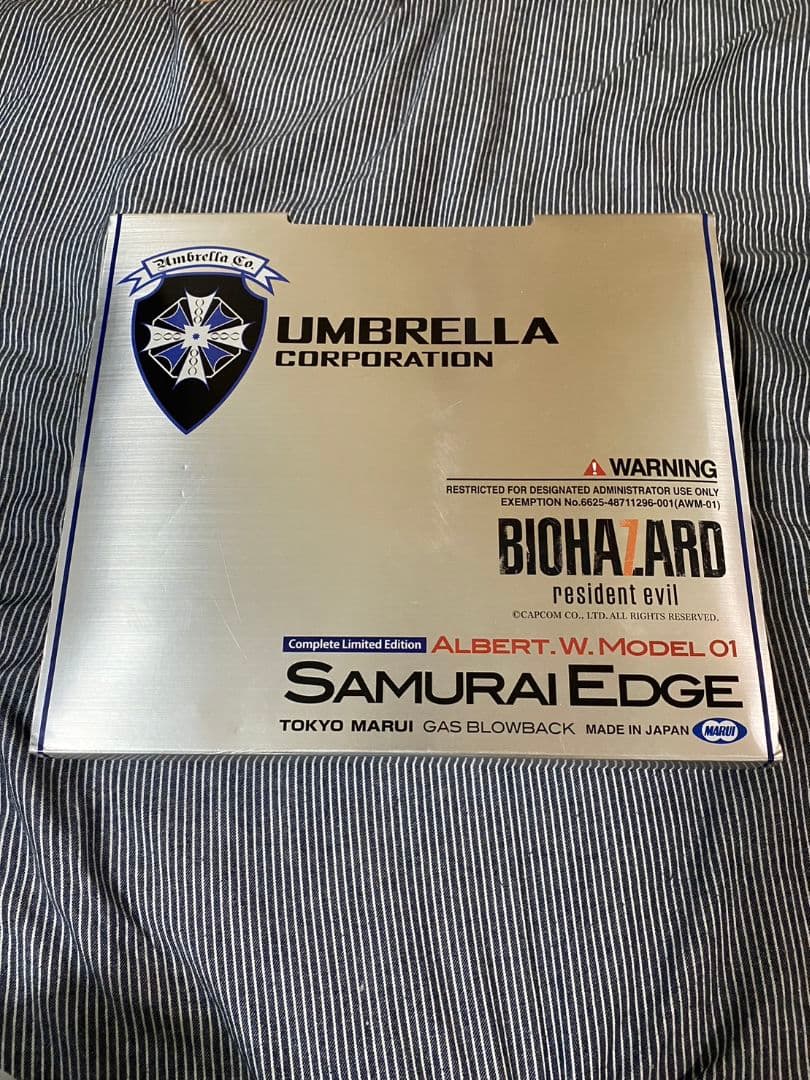 Umbrella Co.
UMBRELLA
CORPORATION
WARNING
RESTRICTED FOR DESIGNATED ADMINISTRATOR USE ONLY
EXEMPTION No.6625-48711296-001(AWM-01)
BIOHA7ARD
resident evil
©CAPCOM CO., LTD. ALL RIGHTS RESERVED.
Complete Limited Edition ALBERT.W.MODEL 01
SAMURAI EDGE
TOKYO MARUI GAS BLOWBACK MADE IN JAPAN MARUI